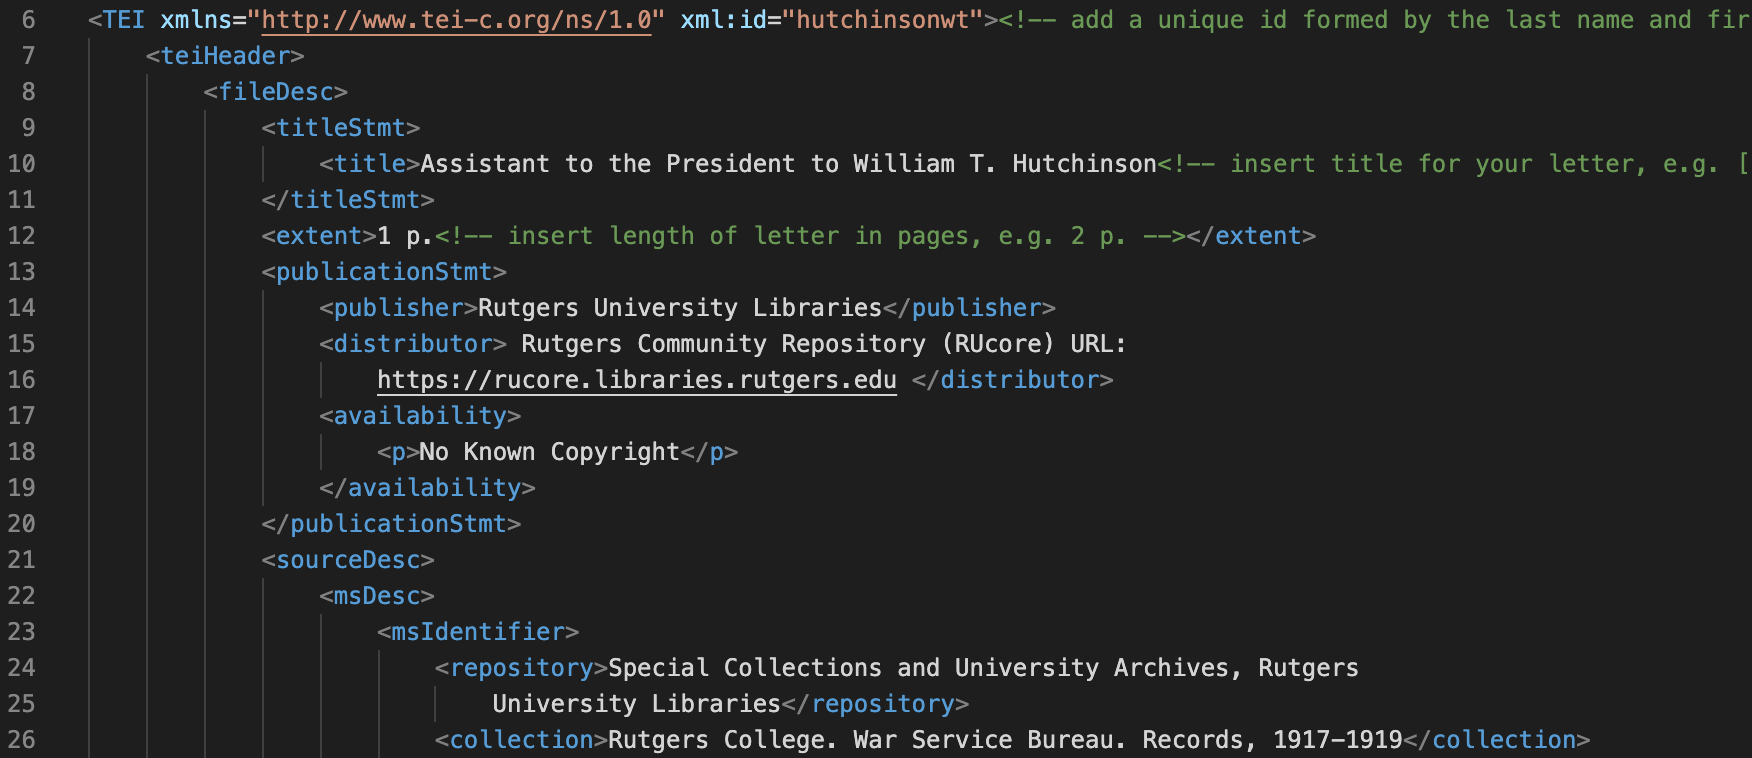 6 <TEI xmlns="http://www.tei-c.org/ns/1.0" xml:id="hutchinsonwt"><!-- add a unique id formed by the last name and fir
7 <teiHeader>
8 <fileDesc>
9 <titleStmt>
10 <title>Assistant to the President to William T. Hutchinson<!-- insert title for your letter, e.g. [
11 </titleStmt>
12 <extent>1 p.<!-- insert length of letter in pages, e.g. 2 p. --></extent>
13 <publicationStmt>
14 <publisher>Rutgers University Libraries</publisher>
15 <distributor> Rutgers Community Repository (RUcore) URL:
16 https://rucore.libraries.rutgers.edu </distributor>
17 <availability>
18 <p>No Known Copyright</p>
19 </availability>
20 </publicationStmt>
21 <sourceDesc>
22 <msDesc>
23 <msIdentifier>
24 <repository>Special Collections and University Archives, Rutgers
25 University Libraries</repository>
26 <collection>Rutgers College. War Service Bureau. Records, 1917-1919</collection>